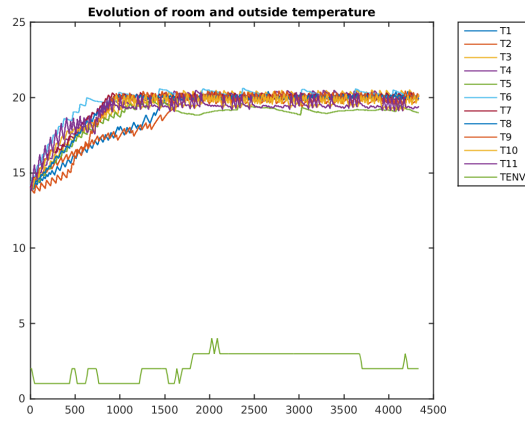 Evolution of room and outside temperature
25
20
15
10
5
0
0 500 1000 1500 2000 2500 3000 3500 4000 4500
T1
T2
T3
T4
T5
T6
T7
T8
T9
T10
T11
TENV